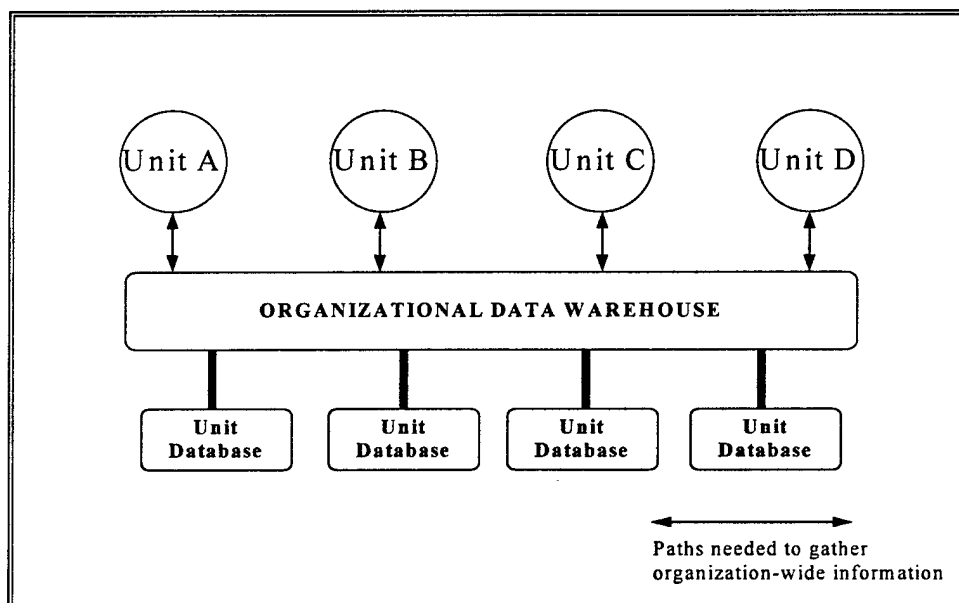 Unit A
Unit B
Unit C
Unit D
ORGANIZATIONAL DATA WAREHOUSE
Unit
Database
Unit
Database
Unit
Database
Unit
Database
Paths needed to gather
organization-wide information